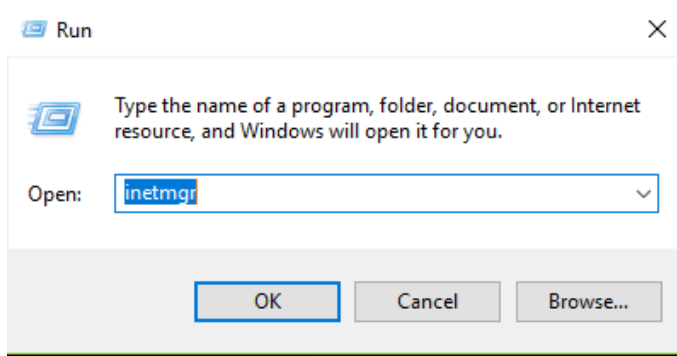 Run
Type the name of a program, folder, document, or Internet
resource, and Windows will open it for you.
Open: inetmgr
OK Cancel Browse...